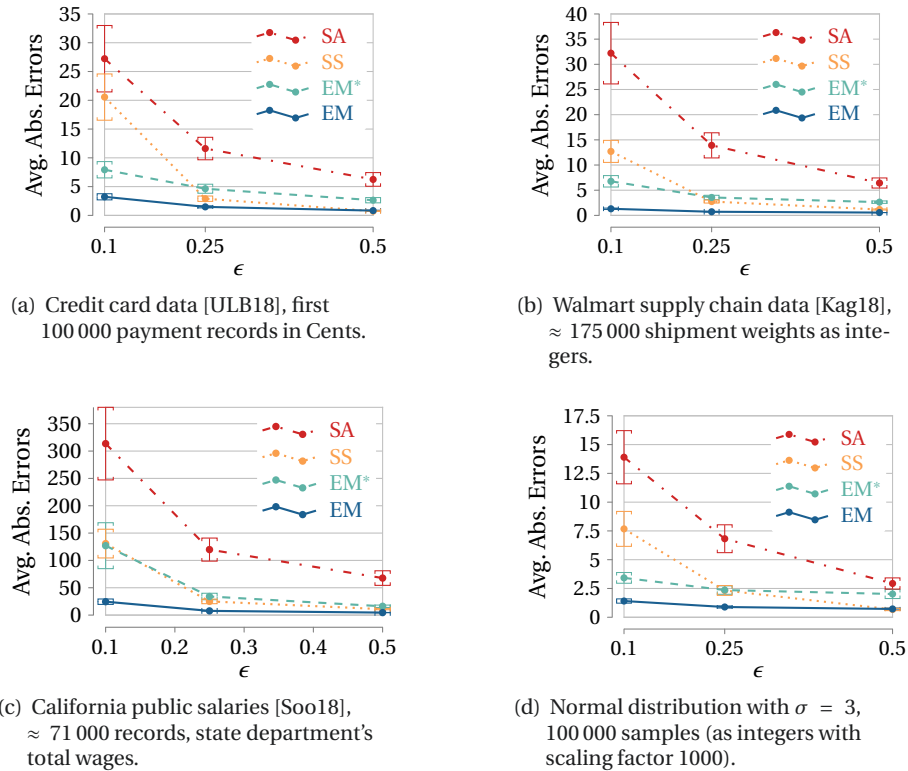 35
30
25
20
15
10
5
0
Avg. Abs. Errors
SA
SS
EM*
EM
0.1 0.25 0.5
ϵ
(a) Credit card data [ULB18], first
100 000 payment records in Cents.
40
35
30
25
20
15
10
5
0
Avg. Abs. Errors
SA
SS
EM*
EM
0.1 0.25 0.5
ϵ
(b) Walmart supply chain data [Kag18],
≈ 175 000 shipment weights as inte-
gers.
350
300
250
200
150
100
50
0
Avg. Abs. Errors
SA
SS
EM*
EM
0.1 0.2 0.3 0.4 0.5
ϵ
(c) California public salaries [Soo18],
≈ 71 000 records, state department's
total wages.
17.5
15
12.5
10
7.5
5
2.5
0
Avg. Abs. Errors
SA
SS
EM*
EM
0.1 0.25 0.5
ϵ
(d) Normal distribution with σ = 3,
100 000 samples (as integers with
scaling factor 1000).